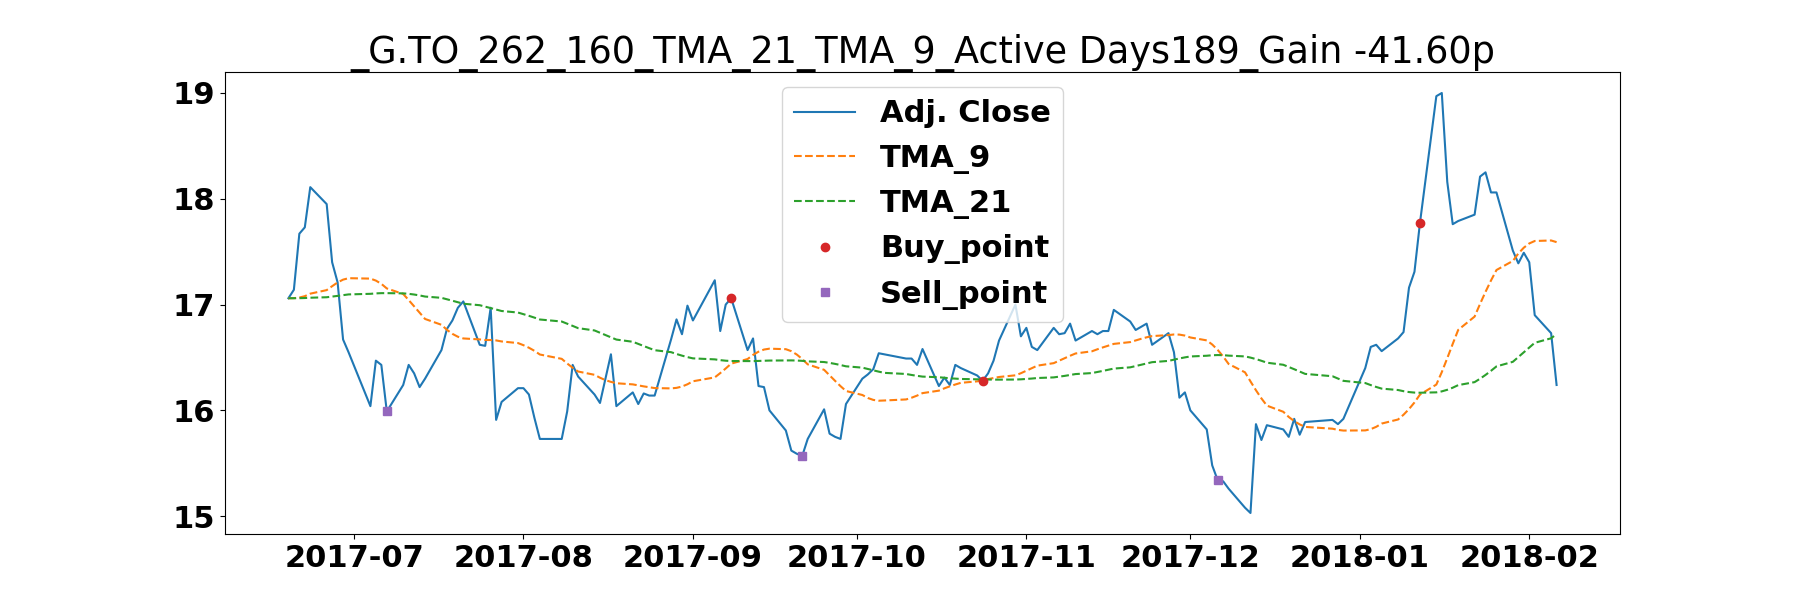 _G.TO_262_160_TMA_21_TMA_9_Active Days189_Gain -41.60p
19
18
17
16
15
Adj. Close
TMA_9
TMA_21
Buy_point
Sell_point
2017-07 2017-08 2017-09 2017-10 2017-11 2017-12 2018-01 2018-02